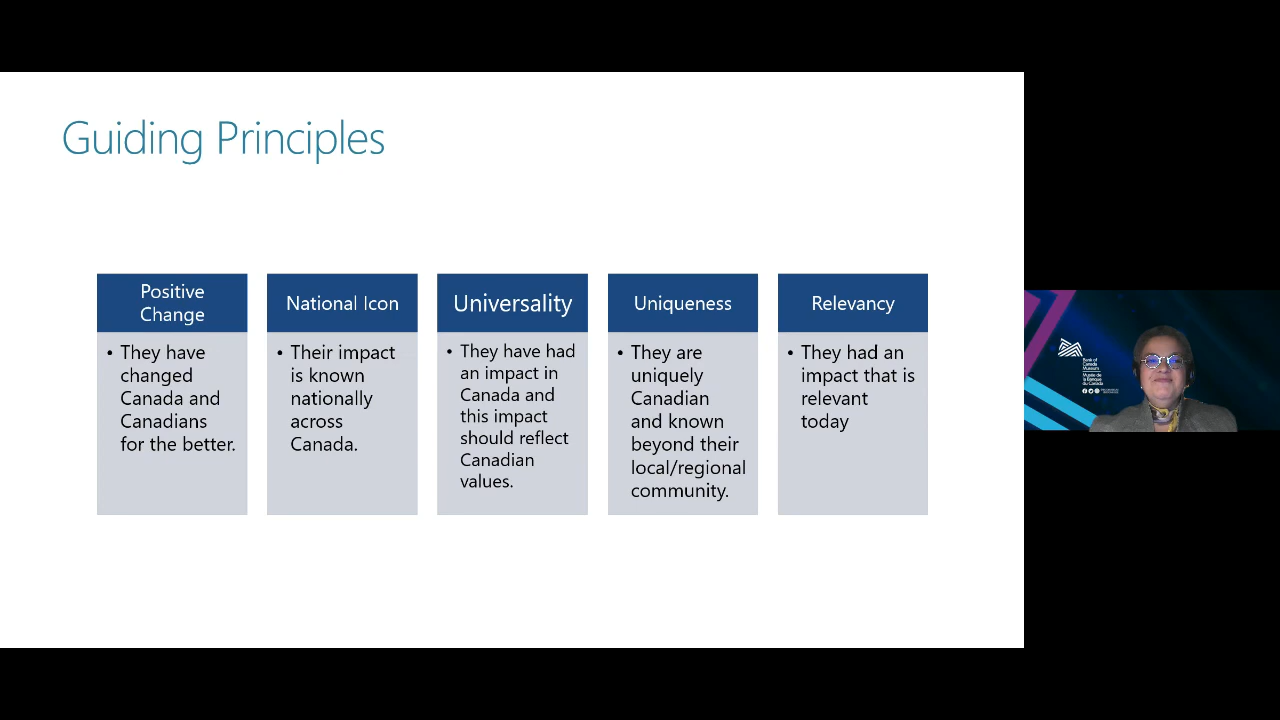 Guiding Principles
Positive
Change
• They have
changed
Canada and
Canadians
for the better.
National Icon
• Their impact
is known
nationally
across
Canada.
Universality
• They have had
an impact in
Canada and
this impact
should reflect
Canadian
values.
Uniqueness
• They are
uniquely
Canadian
and known
beyond their
local/regional
community.
Relevancy
• They had an
impact that is
relevant
today
Bank of
Canada
Museum
Musée de
la Banque
du Canada